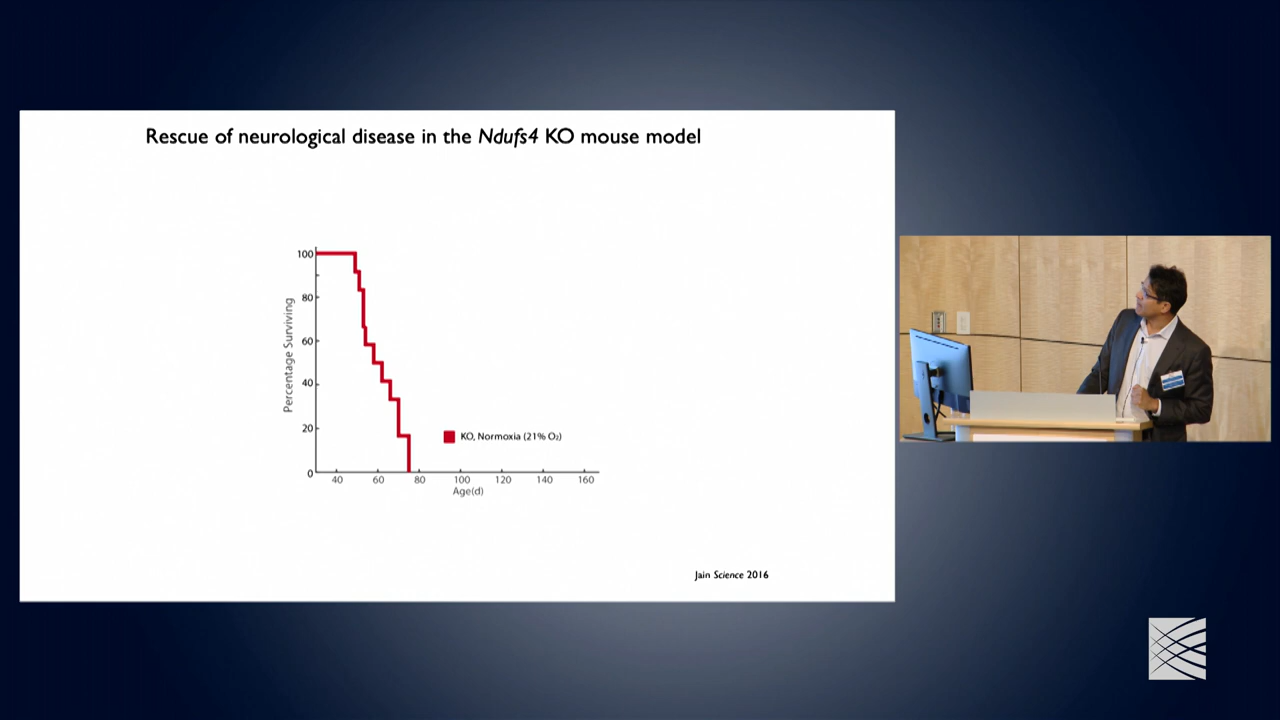 Rescue of neurological disease in the Ndufs4 KO mouse model
Percentage Surviving
100
80
60
40
20
0
KO, Normoxia (21% O₂)
40 60 80 100 120 140 160
Age(d)
Jain Science 2016